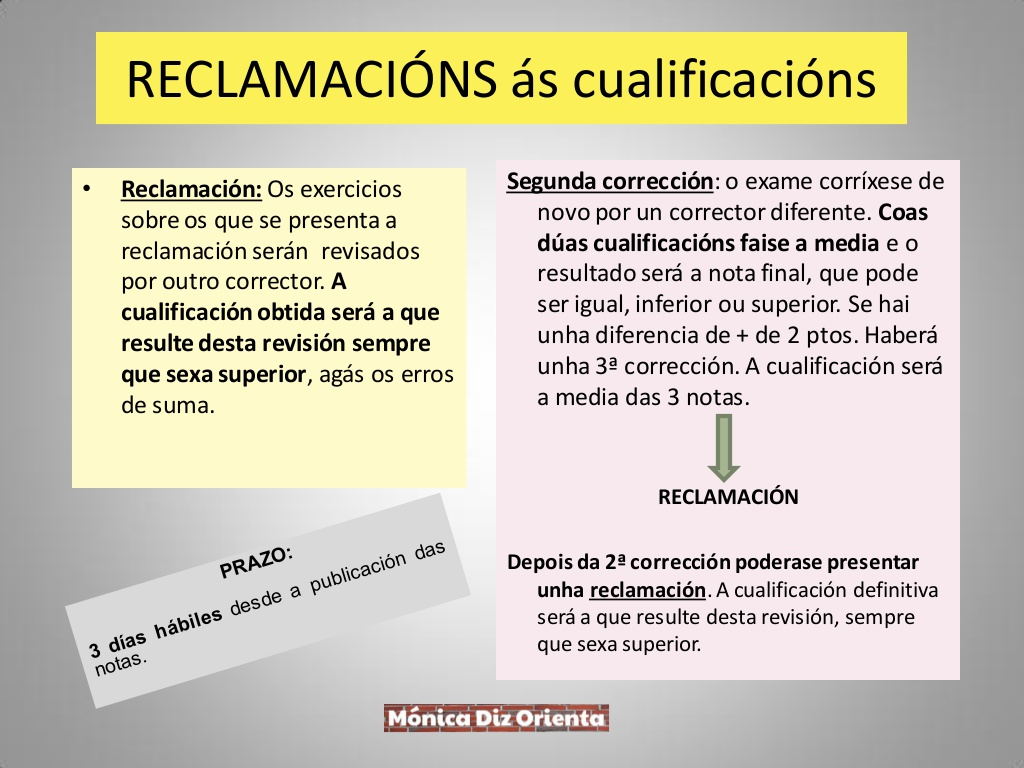 RECLAMACIÓNS ás cualificacións
• Reclamación: Os exercicios
sobre os que se presenta a
reclamación serán revisados
por outro corrector. A
cualificación obtida será a que
resulte desta revisión sempre
que sexa superior, agás os erros
de suma.
PRAZO:
3 días hábiles desde a publicación das
notas.
Segunda corrección: o exame corríxese de
novo por un corrector diferente. Coas
dúas cualificacións faise a media e o
resultado será a nota final, que pode
ser igual, inferior ou superior. Se hai
unha diferencia de + de 2 ptos. Haberá
unha 3ª corrección. A cualificación será
a media das 3 notas.
RECLAMACIÓN
Depois da 2ª corrección poderase presentar
unha reclamación. A cualificación definitiva
será a que resulte desta revisión, sempre
que sexa superior.
Mónica Diz Orienta